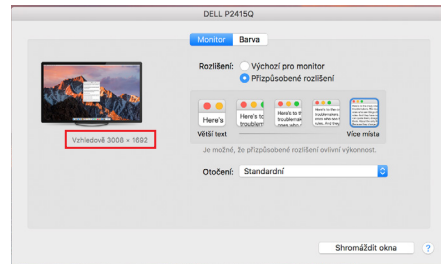 DELL P2415Q
Monitor
Barva
Rozlišení:
Výchozí pro monitor
Přizpůsobené rozlišení
Vzhledově 3008 × 1692
Here's
Větší text
Více místa
Je možné, že přizpůsobené rozlišení ovlivní výkonnost.
Otočení:
Standardní
Shromáždit okna
?